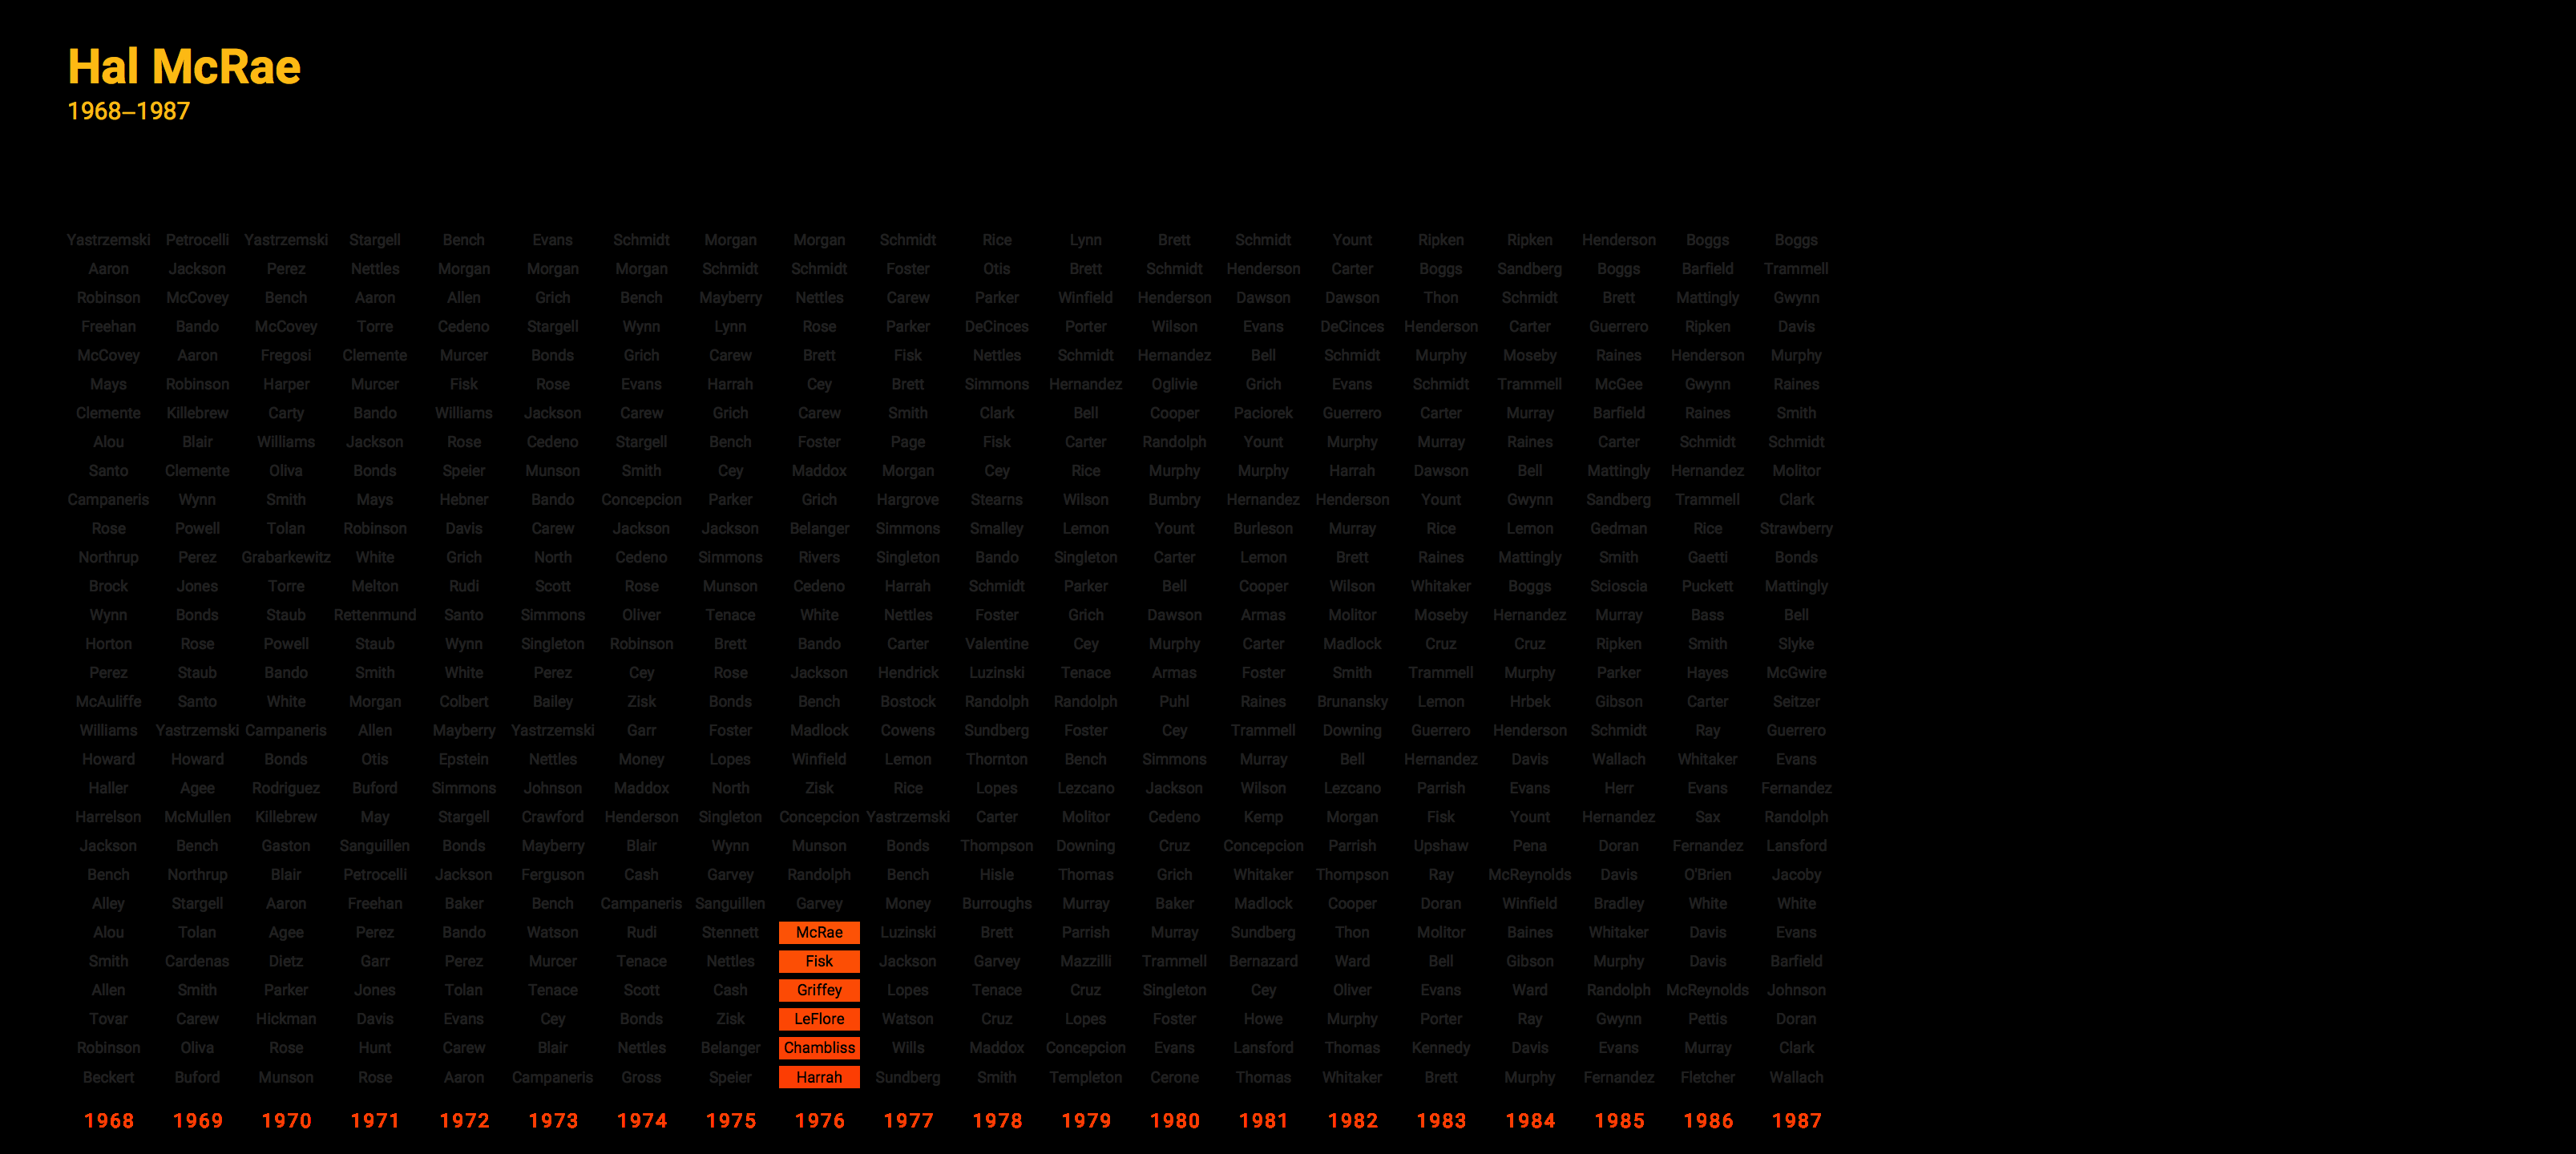 Hal McRae
1968–1987
Yastrzemski Petrocelli Yastrzemski Stargell Bench Evans Schmidt Morgan Morgan Schmidt Rice Lynn Brett Schmidt Yount Ripken Ripken Henderson Boggs Boggs
Aaron Jackson Perez Nettles Morgan Morgan Morgan Schmidt Schmidt Foster Otis Brett Schmidt Henderson Carter Boggs Sandberg Boggs Barfield Trammell
Robinson McCovey Bench Aaron Allen Grich Bench Mayberry Nettles Carew Parker Winfield Henderson Dawson Dawson Thon Schmidt Brett Mattingly Gwynn
Freehan Bando McCovey Torre Cedeno Stargell Wynn Lynn Rose Parker DeCinces Porter Wilson Evans DeCinces Henderson Carter Guerrero Ripken Davis
McCovey Aaron Fregosi Clemente Murcer Bonds Grich Carew Brett Fisk Nettles Schmidt Hernandez Bell Schmidt Murphy Moseby Raines Henderson Murphy
Mays Robinson Harper Murcer Fisk Rose Evans Harrah Cey Brett Simmons Hernandez Oglivie Grich Evans Schmidt Trammell McGee Gwynn Raines
Clemente Killebrew Carty Bando Williams Jackson Carew Grich Carew Smith Clark Bell Cooper Paciorek Guerrero Carter Murray Barfield Raines Smith
Alou Blair Williams Jackson Rose Cedeno Stargell Bench Foster Page Fisk Carter Randolph Yount Murphy Murray Raines Carter Schmidt Schmidt
Santo Clemente Oliva Bonds Speier Munson Smith Cey Maddox Morgan Cey Rice Murphy Murphy Harrah Dawson Bell Mattingly Hernandez Molitor
Campaneris Wynn Smith Mays Hebner Bando Concepcion Parker Grich Hargrove Stearns Wilson Bumbry Hernandez Henderson Yount Gwynn Sandberg Trammell Clark
Rose Powell Tolan Robinson Davis Carew Jackson Jackson Belanger Simmons Smalley Lemon Yount Burleson Murray Rice Lemon Gedman Rice Strawberry
Northrup Perez Grabarkewitz White Grich North Cedeno Simmons Rivers Singleton Bando Singleton Carter Lemon Brett Raines Mattingly Smith Gaetti Bonds
Brock Jones Torre Melton Rudi Scott Rose Munson Cedeno Harrah Schmidt Parker Bell Cooper Wilson Whitaker Boggs Scioscia Puckett Mattingly
Wynn Bonds Staub Rettenmund Santo Simmons Oliver Tenace White Nettles Foster Grich Dawson Armas Molitor Moseby Hernandez Murray Bass Bell
Horton Rose Powell Staub Wynn Singleton Robinson Brett Bando Carter Valentine Cey Murphy Carter Madlock Cruz Cruz Ripken Smith Slyke
Perez Staub Bando Smith White Perez Cey Rose Jackson Hendrick Luzinski Tenace Armas Foster Smith Trammell Murphy Parker Hayes McGwire
McAuliffe Santo White Morgan Colbert Bailey Zisk Bonds Bench Bostock Randolph Randolph Puhl Raines Brunansky Lemon Hrbek Gibson Carter Seitzer
Williams Yastrzemski Campaneris Allen Mayberry Yastrzemski Garr Foster Madlock Cowens Sundberg Foster Cey Trammell Downing Guerrero Henderson Schmidt Ray Guerrero
Howard Howard Bonds Otis Epstein Nettles Money Lopes Winfield Lemon Thornton Bench Simmons Murray Bell Hernandez Davis Wallach Whitaker Evans
Haller Agee Rodriguez Buford Simmons Johnson Maddox North Zisk Rice Lopes Lezcano Jackson Wilson Lezcano Parrish Evans Herr Evans Fernandez
Harrelson McMullen Killebrew May Stargell Crawford Henderson Singleton Concepcion Yastrzemski Carter Molitor Cedeno Kemp Morgan Fisk Yount Hernandez Sax Randolph
Jackson Bench Gaston Sanguillen Bonds Mayberry Blair Wynn Munson Bonds Thompson Downing Cruz Concepcion Parrish Upshaw Pena Doran Fernandez Lansford
Bench Northrup Blair Petrocelli Jackson Ferguson Cash Garvey Randolph Bench Hisle Thomas Grich Whitaker Thompson Ray McReynolds Davis O'Brien Jacoby
Alley Stargell Aaron Freehan Baker Bench Campaneris Sanguillen Garvey Money Burroughs Murray Baker Madlock Cooper Doran Winfield Bradley White White
Alou Tolan Agee Perez Bando Watson Rudi Stennett McRae Luzinski Brett Parrish Murray Sundberg Thon Molitor Baines Whitaker Davis Evans
Smith Cardenas Dietz Garr Perez Murcer Tenace Nettles Fisk Jackson Garvey Mazzilli Trammell Bernazard Ward Bell Gibson Murphy Davis Barfield
Allen Smith Parker Jones Tolan Tenace Scott Cash Griffey Lopes Tenace Cruz Singleton Cey Oliver Evans Ward Randolph McReynolds Johnson
Tovar Carew Hickman Davis Evans Cey Bonds Zisk LeFlore Watson Cruz Lopes Foster Howe Murphy Porter Ray Gwynn Pettis Doran
Robinson Oliva Rose Hunt Carew Blair Nettles Belanger Chambliss Wills Maddox Concepcion Evans Lansford Thomas Kennedy Davis Evans Murray Clark
Beckert Buford Munson Rose Aaron Campaneris Gross Speier Harrah Sundberg Smith Templeton Cerone Thomas Whitaker Brett Murphy Fernandez Fletcher Wallach
1968 1969 1970 1971 1972 1973 1974 1975 1976 1977 1978 1979 1980 1981 1982 1983 1984 1985 1986 1987